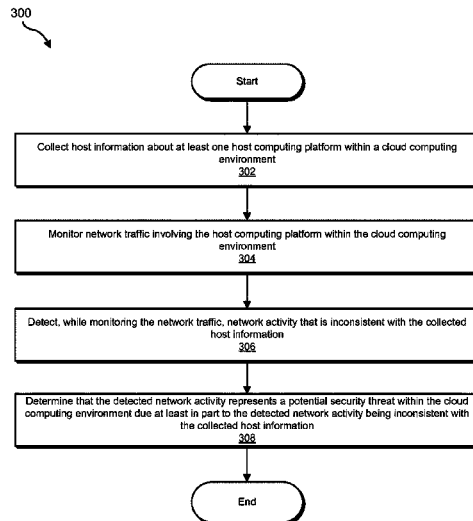 300
Start
Collect host information about at least one host computing platform within a cloud computing
environment
302
Monitor network traffic involving the host computing platform within the cloud computing
environment
304
Detect, while monitoring the network traffic, network activity that is inconsistent with the collected
host information
306
Determine that the detected network activity represents a potential security threat within the cloud
computing environment due at least in part to the detected network activity being inconsistent with
the collected host information
308
End